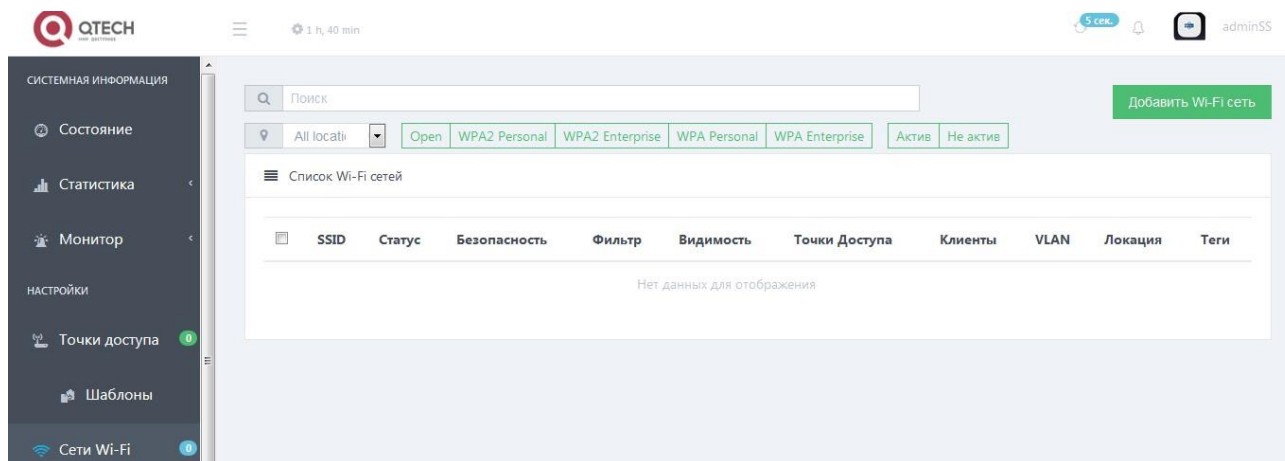 QTECH
1 h, 40 min
5 сек.
adminSS
СИСТЕМНАЯ ИНФОРМАЦИЯ
Состояние
Статистика
Монитор
НАСТРОЙКИ
Точки доступа 0
Шаблоны
Сети Wi-Fi 0
Поиск
Добавить Wi-Fi сеть
All locati
Open WPA2 Personal WPA2 Enterprise WPA Personal WPA Enterprise Актив Не актив
Список Wi-Fi сетей
SSID Статус Безопасность Фильтр Видимость Точки Доступа Клиенты VLAN Локация Теги
Нет данных для отображения